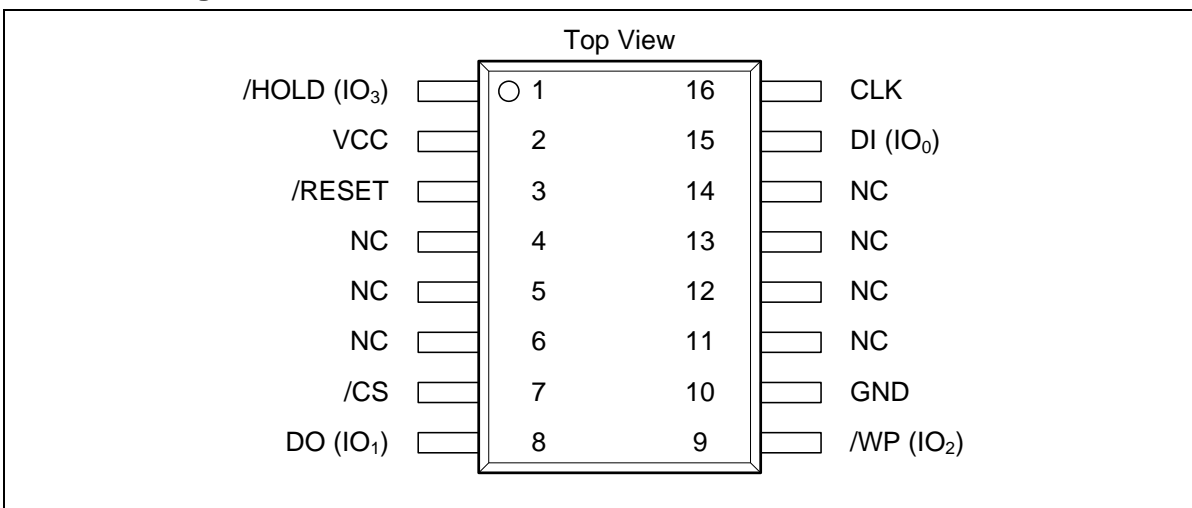 Top View
/HOLD (IO₃) 1 16 CLK
VCC 2 15 DI (IO₀)
/RESET 3 14 NC
NC 4 13 NC
NC 5 12 NC
NC 6 11 NC
/CS 7 10 GND
DO (IO₁) 8 9 /WP (IO₂)